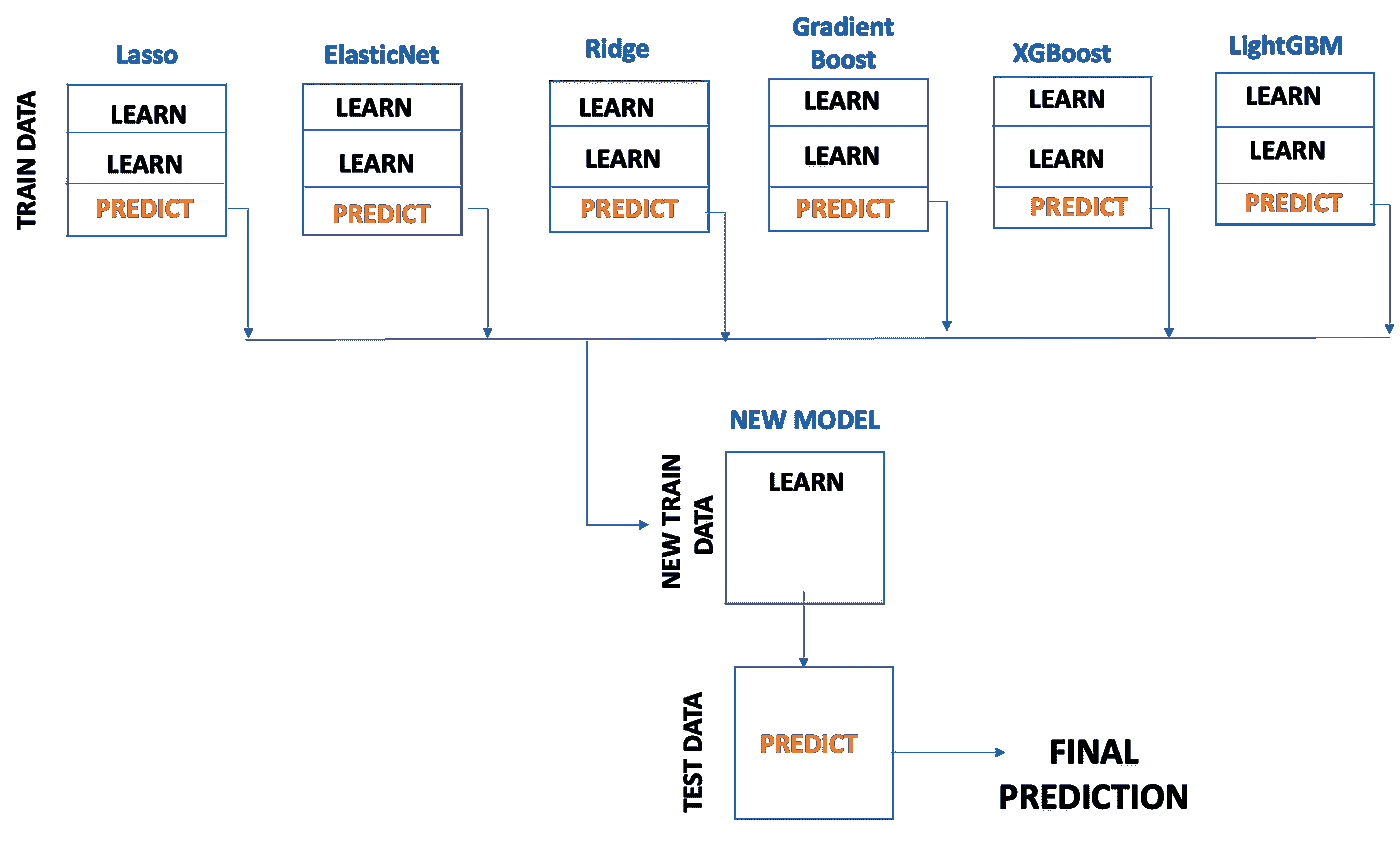 Lasso
ElasticNet
Ridge
Gradient
Boost
XGBoost
LightGBM
TRAIN DATA
LEARN
LEARN
PREDICT
LEARN
LEARN
PREDICT
LEARN
LEARN
PREDICT
LEARN
LEARN
PREDICT
LEARN
LEARN
PREDICT
LEARN
LEARN
PREDICT
NEW MODEL
NEW TRAIN
DATA
LEARN
TEST DATA
PREDICT
FINAL
PREDICTION